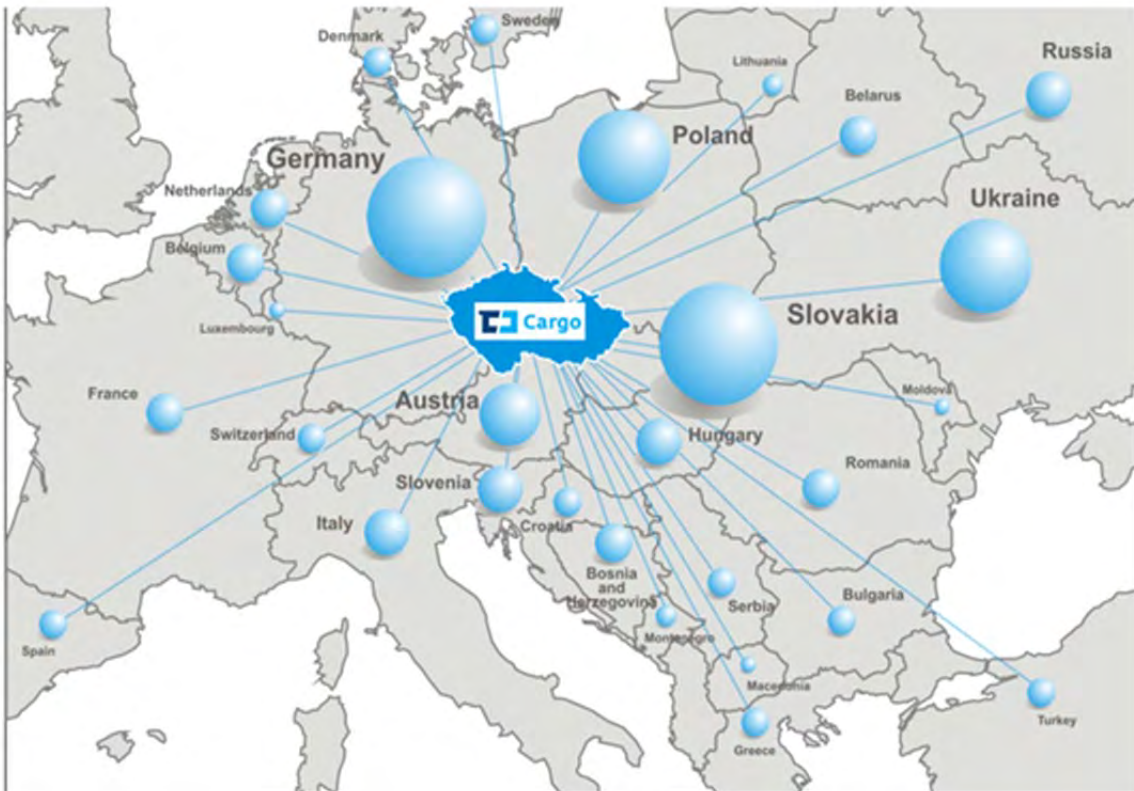 Sweden
Denmark
Russia
Lithuania
Belarus
Poland
Germany
Netherlands
Ukraine
Belgium
Slovakia
Cargo
Luxembourg
France
Moldova
Austria
Switzerland
Hungary
Romania
Slovenia
Italy
Croatia
Bosnia
and
Herzegovina
Serbia
Bulgaria
Montenegro
Spain
Macedonia
Turkey
Greece